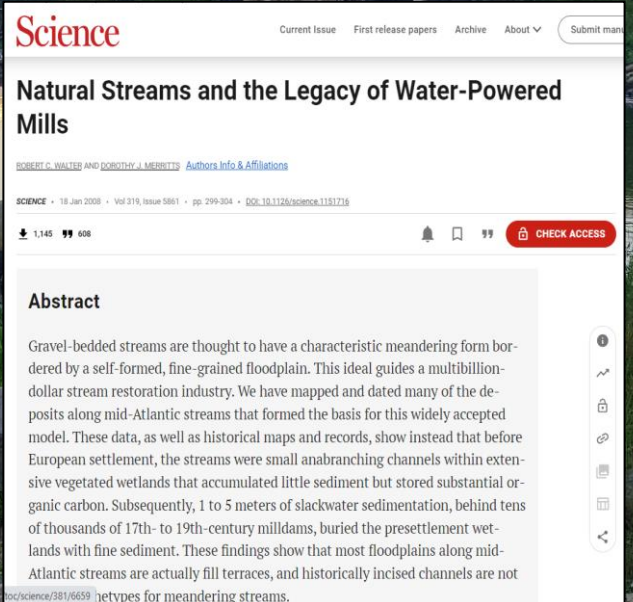 Science
Current Issue First release papers Archive About Submit manu
Natural Streams and the Legacy of Water-Powered
Mills
ROBERT C. WALTER AND DOROTHY J. MERRITTS Authors Info & Affiliations
SCIENCE • 18 Jan 2008 • Vol 319, Issue 5861 • pp. 299-304 • DOI: 10.1126/science.1151716
1,145 608
CHECK ACCESS
Abstract
Gravel-bedded streams are thought to have a characteristic meandering form bor-
dered by a self-formed, fine-grained floodplain. This ideal guides a multibillion-
dollar stream restoration industry. We have mapped and dated many of the de-
posits along mid-Atlantic streams that formed the basis for this widely accepted
model. These data, as well as historical maps and records, show instead that before
European settlement, the streams were small anabranching channels within exten-
sive vegetated wetlands that accumulated little sediment but stored substantial or-
ganic carbon. Subsequently, 1 to 5 meters of slackwater sedimentation, behind tens
of thousands of 17th- to 19th-century milldams, buried the presettlement wet-
lands with fine sediment. These findings show that most floodplains along mid-
Atlantic streams are actually fill terraces, and historically incised channels are not
hetypes for meandering streams.
toc/science/381/6659